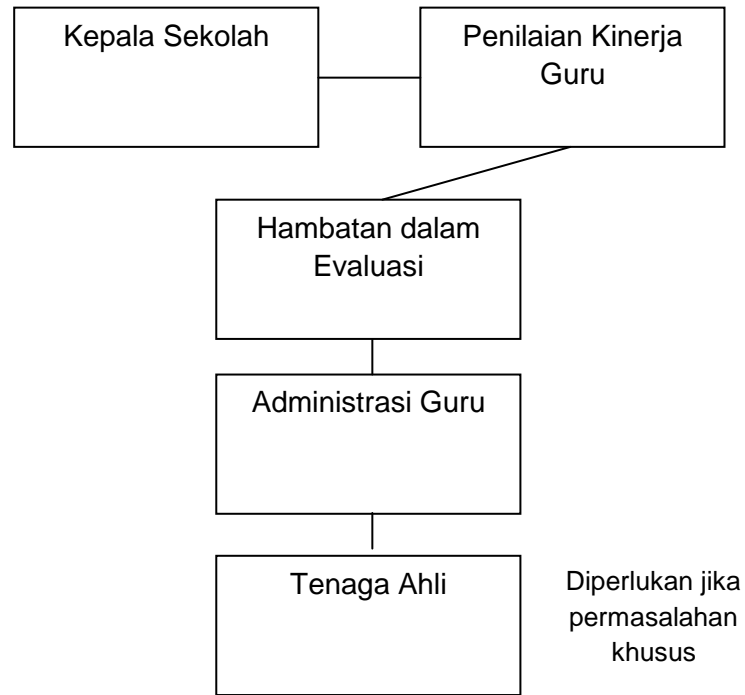 Kepala Sekolah
Penilaian Kinerja
Guru
Hambatan dalam
Evaluasi
Administrasi Guru
Tenaga Ahli
Diperlukan jika
permasalahan
khusus